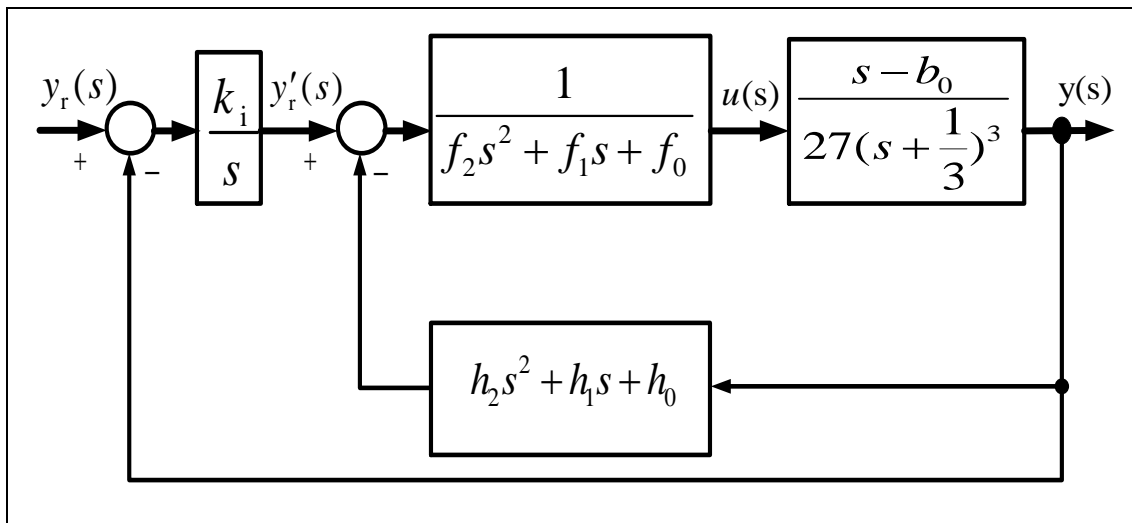 y_r(s)
+
−
k_i / s
y′_r(s)
+
−
1 / (f_2s^2 + f_1s + f_0)
u(s)
(s − b_0) / (27(s + 1/3)^3)
y(s)
h_2s^2 + h_1s + h_0